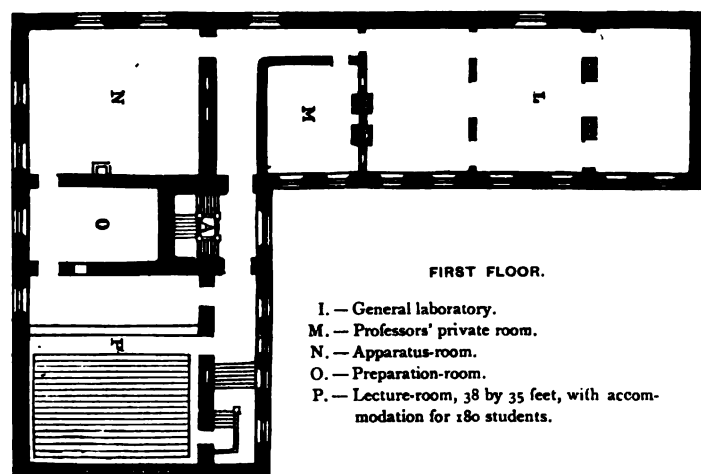 N
M
L
O
A
P
FIRST FLOOR.
I. — General laboratory.
M. — Professors' private room.
N. — Apparatus-room.
O. — Preparation-room.
P. — Lecture-room, 38 by 35 feet, with accom-
modation for 180 students.